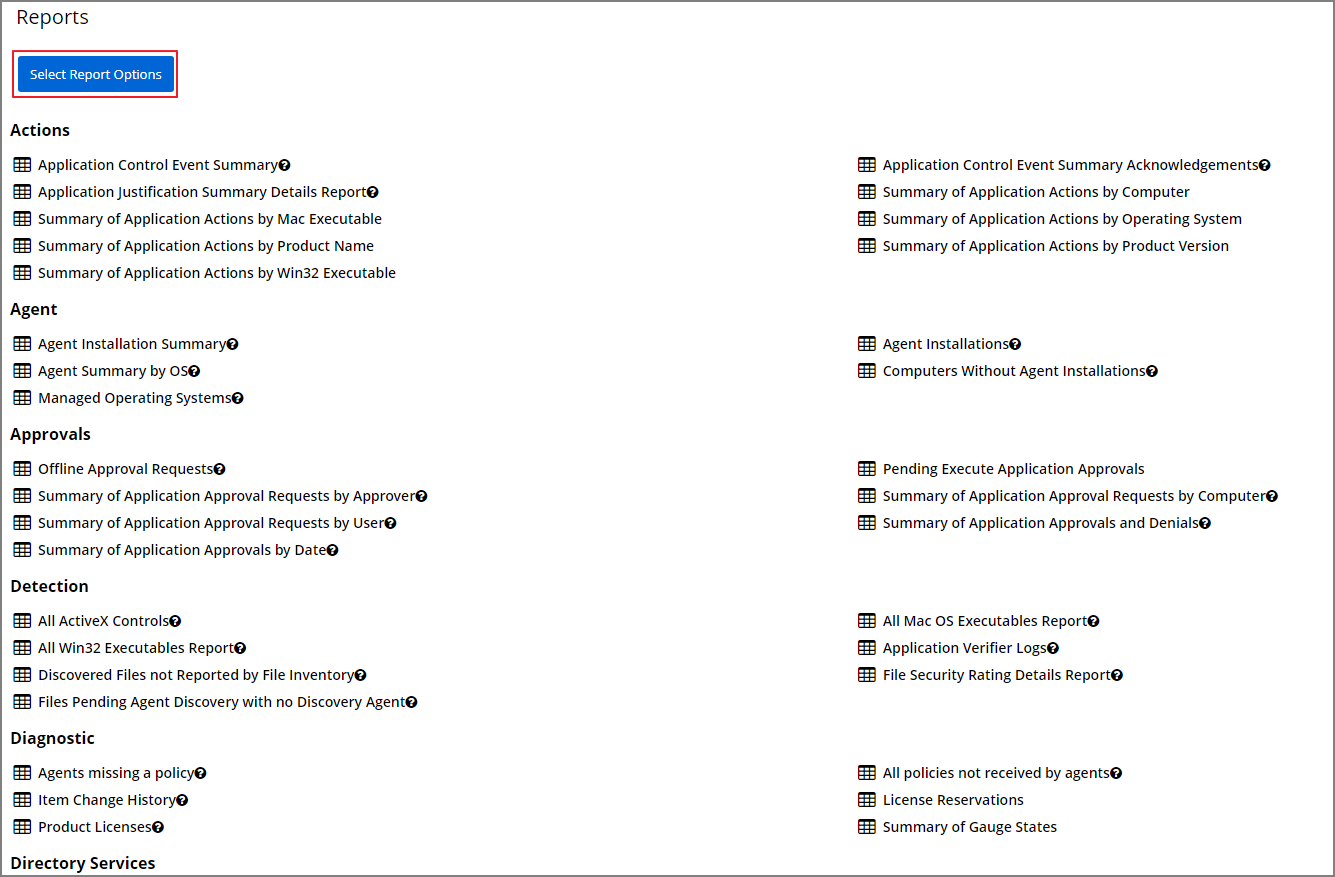 Reports
Select Report Options
Actions
Application Control Event Summary
Application Control Event Summary Acknowledgements
Application Justification Summary Details Report
Summary of Application Actions by Computer
Summary of Application Actions by Mac Executable
Summary of Application Actions by Operating System
Summary of Application Actions by Product Name
Summary of Application Actions by Product Version
Summary of Application Actions by Win32 Executable
Agent
Agent Installation Summary
Agent Installations
Agent Summary by OS
Computers Without Agent Installations
Managed Operating Systems
Approvals
Offline Approval Requests
Pending Execute Application Approvals
Summary of Application Approval Requests by Approver
Summary of Application Approval Requests by Computer
Summary of Application Approval Requests by User
Summary of Application Approvals and Denials
Summary of Application Approvals by Date
Detection
All ActiveX Controls
All Mac OS Executables Report
All Win32 Executables Report
Application Verifier Logs
Discovered Files not Reported by File Inventory
File Security Rating Details Report
Files Pending Agent Discovery with no Discovery Agent
Diagnostic
Agents missing a policy
All policies not received by agents
Item Change History
License Reservations
Product Licenses
Summary of Gauge States
Directory Services